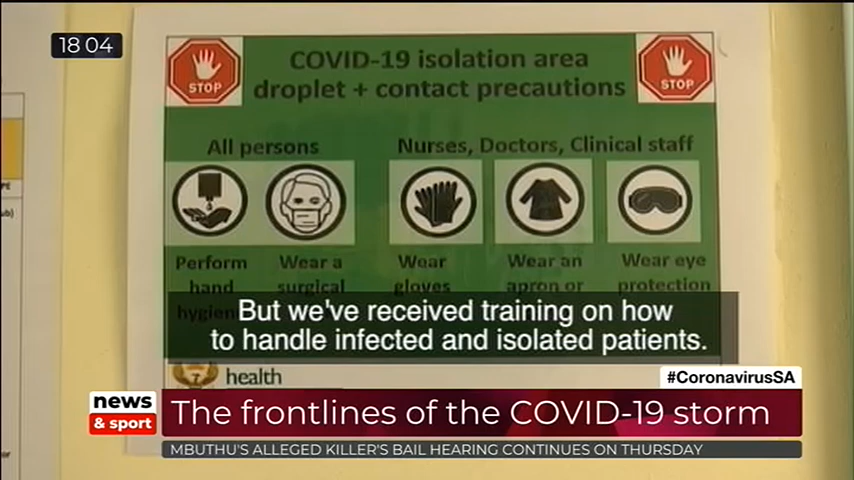 18 04
STOP
COVID-19 isolation area
droplet + contact precautions
STOP
All persons
Nurses, Doctors, Clinical staff
Perform
hand
Wear a
surgical
Wear
gloves
Wear an
apron or
Wear eye
protection
But we've received training on how
to handle infected and isolated patients.
health
#CoronavirusSA
news
& sport
The frontlines of the COVID-19 storm
MBUTHU'S ALLEGED KILLER'S BAIL HEARING CONTINUES ON THURSDAY